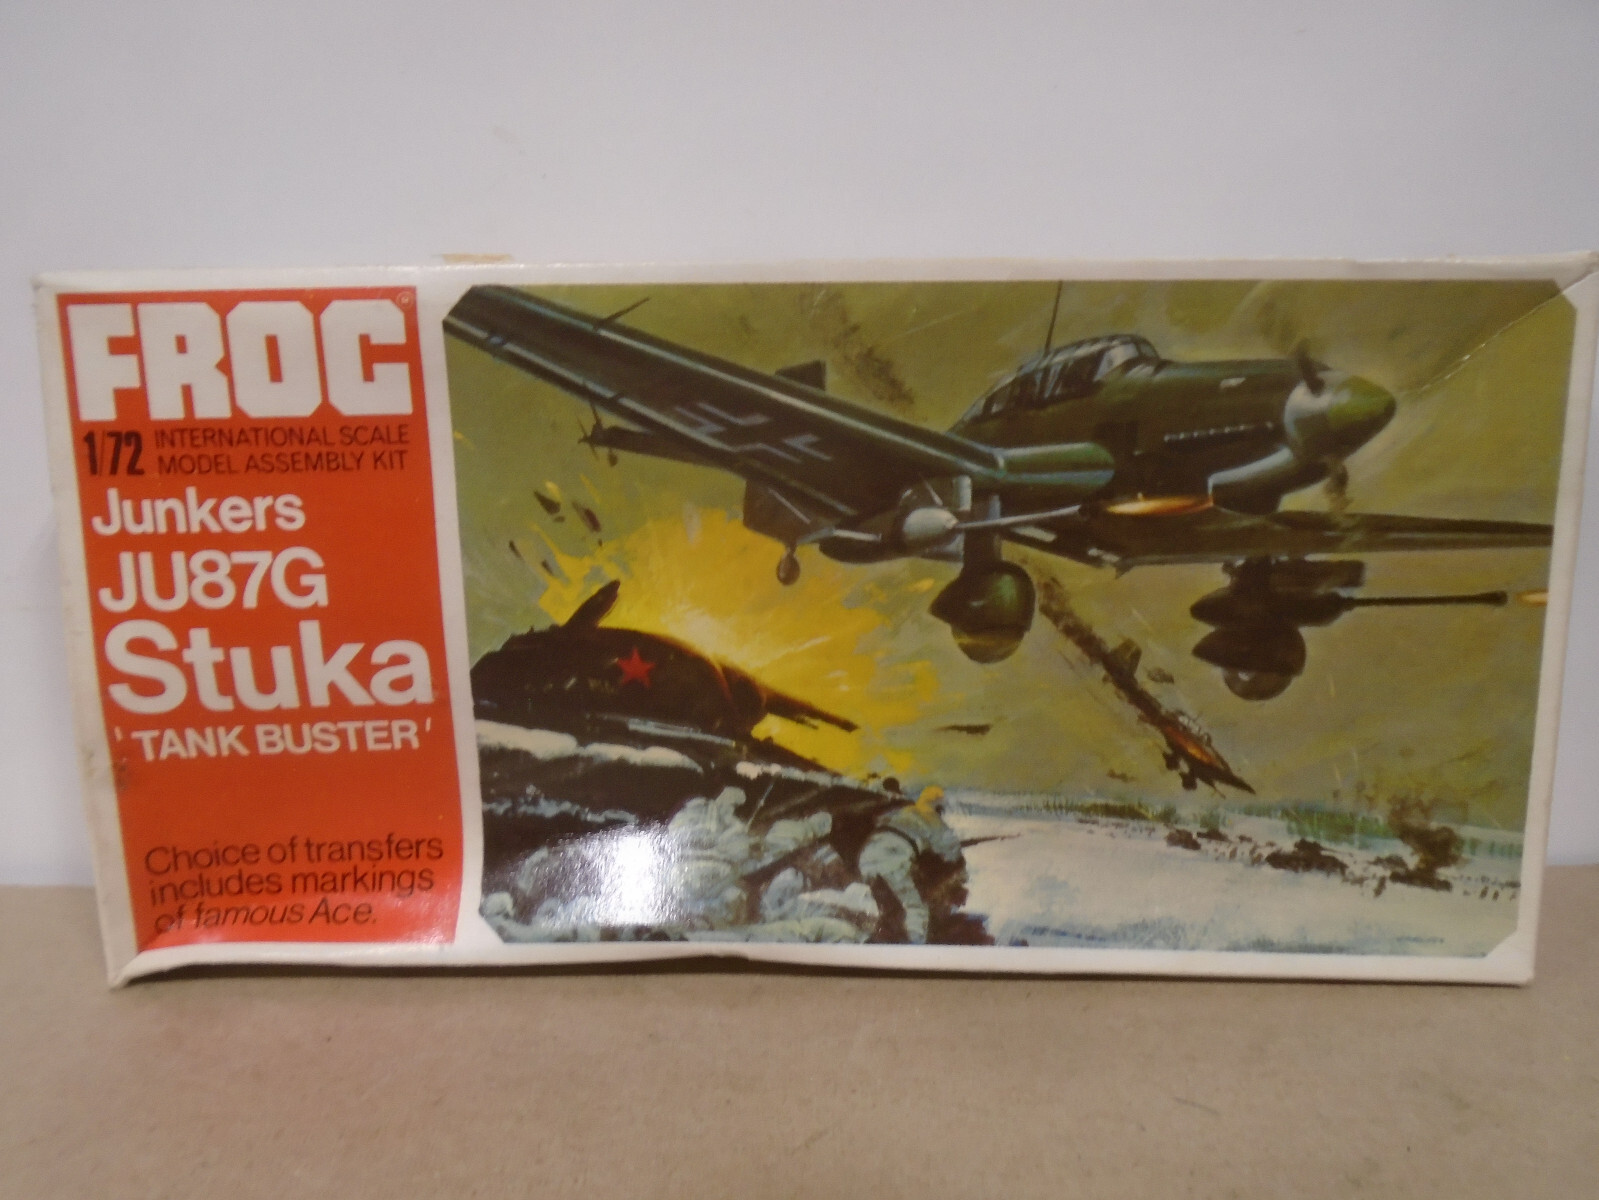 FROG
1/72 INTERNATIONAL SCALE
MODEL ASSEMBLY KIT
Junkers
JU87G
Stuka
'TANK BUSTER'
Choice of transfers
includes markings
of famous Ace.